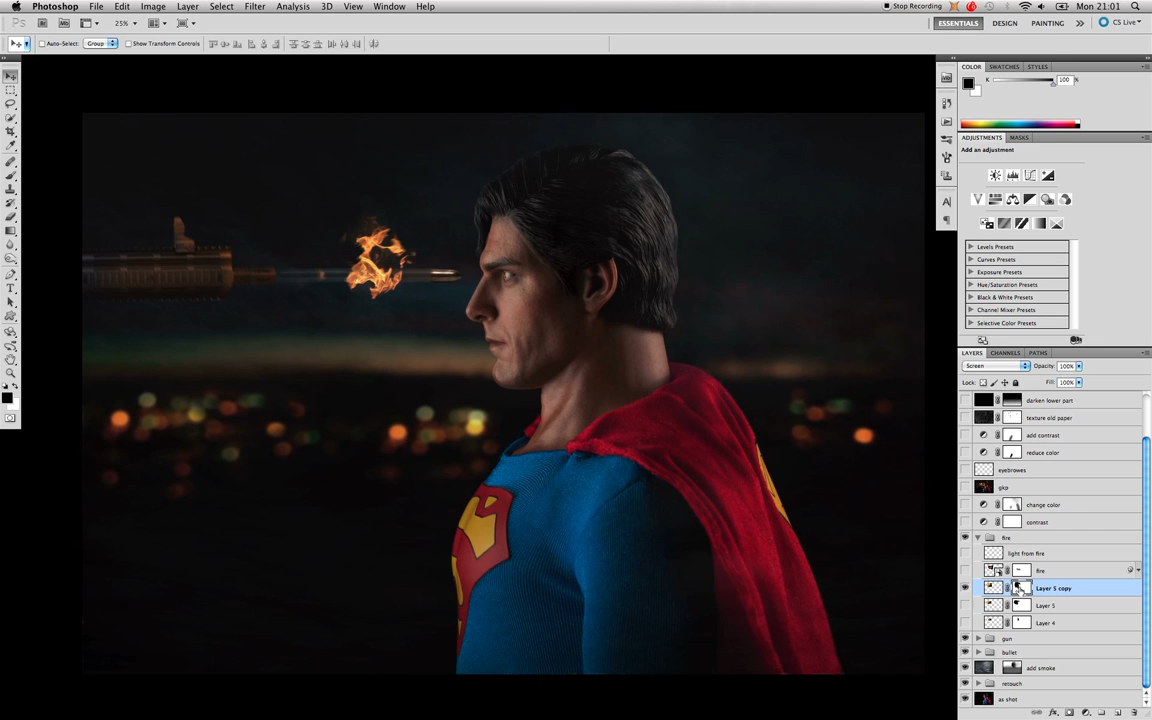 Photoshop File Edit Image Layer Select Filter Analysis 3D View Window Help
Stop Recording Mon 21:01
Ps Br Mb 25% ESSENTIALS DESIGN PAINTING CS Live
Auto-Select: Group Show Transform Controls
COLOR SWATCHES STYLES
K 100 %
ADJUSTMENTS MASKS
Add an adjustment
Levels Presets
Curves Presets
Exposure Presets
Hue/Saturation Presets
Black & White Presets
Channel Mixer Presets
Selective Color Presets
LAYERS CHANNELS PATHS
Screen Opacity: 100%
Lock: Fill: 100%
darken lower part
texture old paper
add contrast
reduce color
eyebrowes
gkp
change color
contrast
fire
light from fire
fire
Layer 5 copy
Layer 5
Layer 4
gun
bullet
add smoke
retouch
as shot